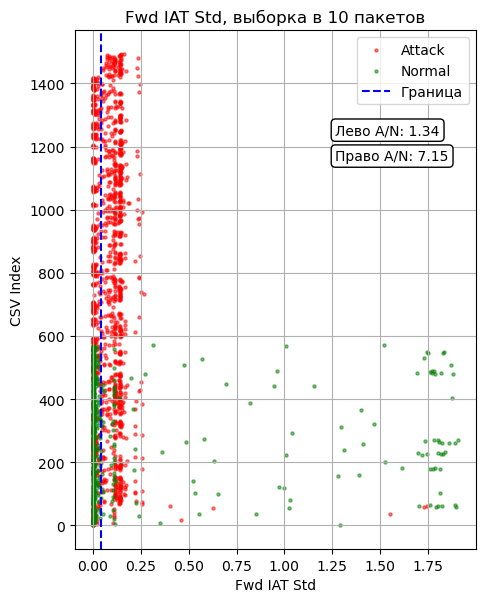 Fwd IAT Std, выборка в 10 пакетов
Attack
Normal
Граница
Лево A/N: 1.34
Право A/N: 7.15
CSV Index
1400
1200
1000
800
600
400
200
0
0.00 0.25 0.50 0.75 1.00 1.25 1.50 1.75
Fwd IAT Std